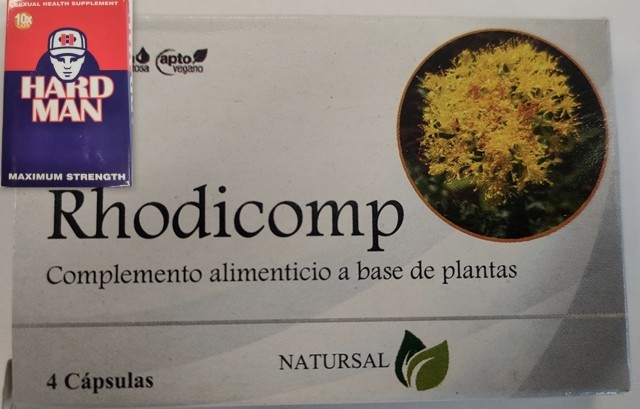 SEXUAL HEALTH SUPPLEMENT
10x
HARD
MAN
MAXIMUM STRENGTH
apto
vegano
Rhodicomp
Complemento alimenticio a base de plantas
NATURSAL
4 Cápsulas